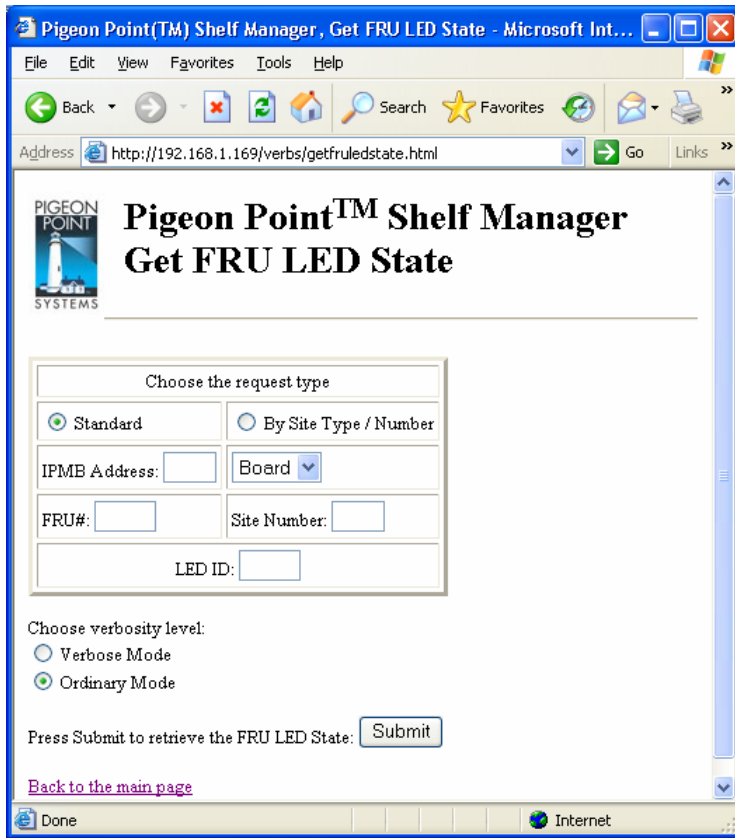 Pigeon Point(TM) Shelf Manager, Get FRU LED State - Microsoft Int...
File Edit View Favorites Tools Help
Back Search Favorites »
Address http://192.168.1.169/verbs/getfruledstate.html Go Links »
PIGEON
POINT
SYSTEMS
Pigeon Point™ Shelf Manager
Get FRU LED State
Choose the request type
Standard By Site Type / Number
IPMB Address: Board
FRU#: Site Number:
LED ID:
Choose verbosity level:
Verbose Mode
Ordinary Mode
Press Submit to retrieve the FRU LED State: Submit
Back to the main page
Done Internet